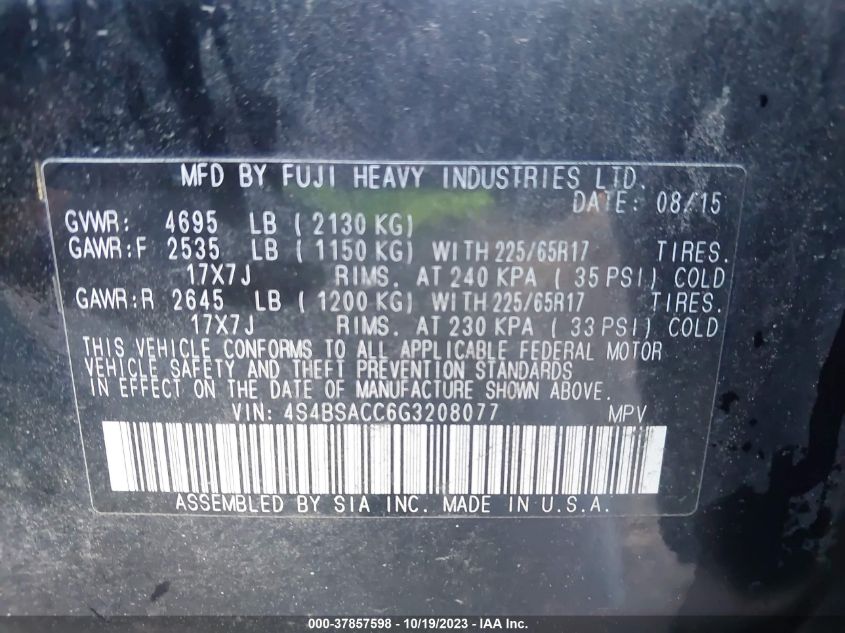 MFD BY FUJI HEAVY INDUSTRIES LTD.
DATE: 08/15
GVWR: 4695 LB ( 2130 KG)
GAWR:F 2535 LB ( 1150 KG) WITH 225/65R17 TIRES.
17X7J RIMS. AT 240 KPA ( 35 PSI) COLD
GAWR:R 2645 LB ( 1200 KG) WITH 225/65R17 TIRES.
17X7J RIMS. AT 230 KPA ( 33 PSI) COLD
THIS VEHICLE CONFORMS TO ALL APPLICABLE FEDERAL MOTOR
VEHICLE SAFETY AND THEFT PREVENTION STANDARDS
IN EFFECT ON THE DATE OF MANUFACTURE SHOWN ABOVE.
VIN: 4S4BSACC6G3208077 MPV
ASSEMBLED BY SIA INC. MADE IN U.S.A.
000-37857598 - 10/19/2023 - IAA Inc.